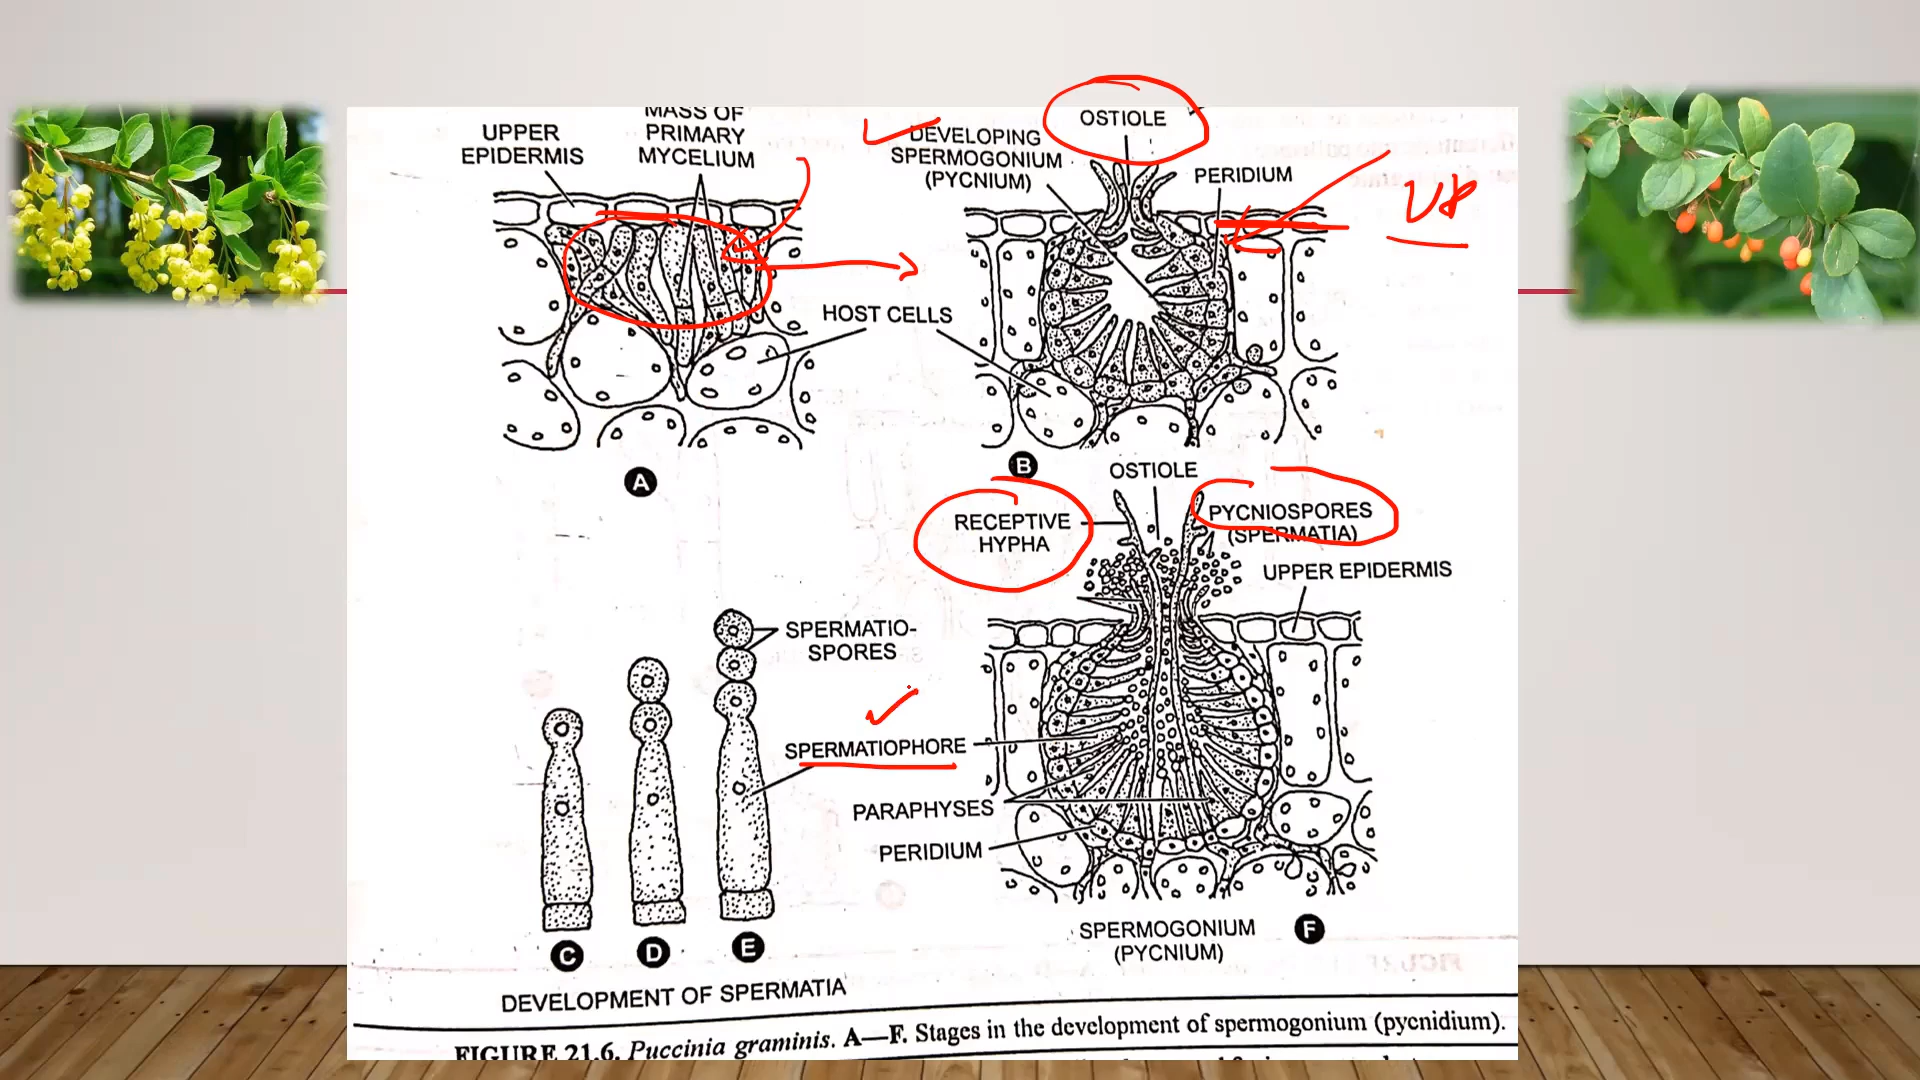 MASS OF
PRIMARY
MYCELIUM
UPPER
EPIDERMIS
DEVELOPING
SPERMOGONIUM
(PYCNIUM)
OSTIOLE
PERIDIUM
HOST CELLS
A
B
OSTIOLE
RECEPTIVE
HYPHA
PYCNIOSPORES
(SPERMATIA)
UPPER EPIDERMIS
SPERMATIO-
SPORES
SPERMATIOPHORE
PARAPHYSES
PERIDIUM
C
D
E
SPERMOGONIUM
(PYCNIUM)
F
DEVELOPMENT OF SPERMATIA
FIGURE 21.6. Puccinia graminis. A—F. Stages in the development of spermogonium (pycnidium).